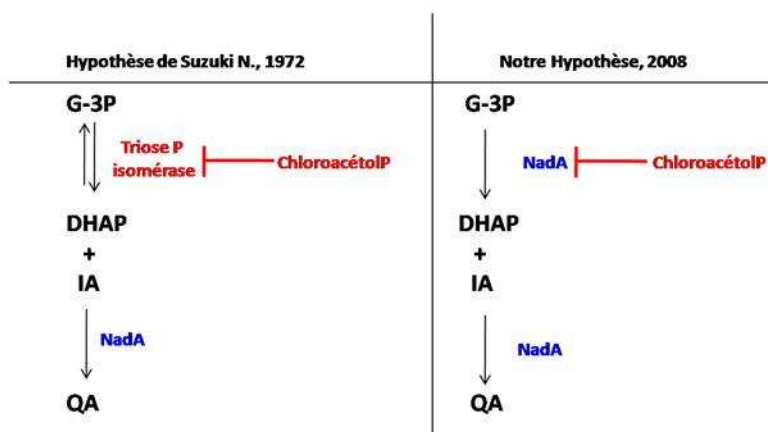 Hypothèse de Suzuki N., 1972
G-3P
Triose P
isomérase
ChloroacétolP
DHAP
+
IA
NadA
QA
Notre Hypothèse, 2008
G-3P
NadA
ChloroacétolP
DHAP
+
IA
NadA
QA